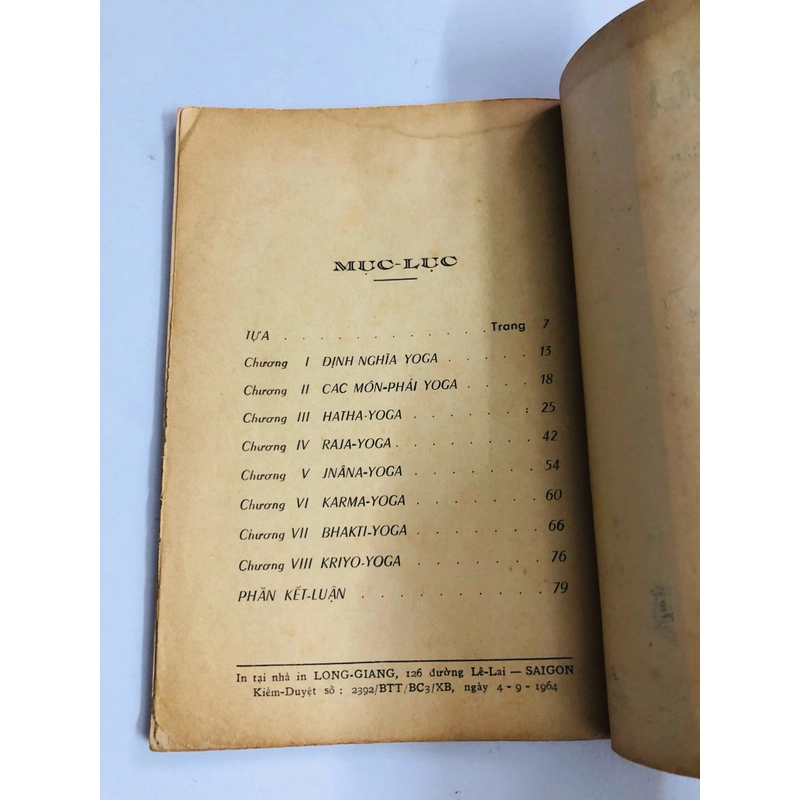 MỤC-LỤC
TỰA . . . . . . . . . . . . . Trang 7
Chương I ĐỊNH NGHĨA YOGA . . . . . 13
Chương II CÁC MÔN-PHÁI YOGA . . . . 18
Chương III HATHA-YOGA . . . . . . . 25
Chương IV RAJA-YOGA . . . . . . . . 42
Chương V JNÂNA-YOGA . . . . . . . 54
Chương VI KARMA-YOGA . . . . . . . 60
Chương VII BHAKTI-YOGA . . . . . . . 66
Chương VIII KRIYO-YOGA . . . . . . . 76
PHẦN KẾT-LUẬN . . . . . . . . . . 79
In tại nhà in LONG-GIANG, 126 đường Lê-Lai — SAIGON
Kiểm-Duyệt số : 2392/BTT/BC3/XB, ngày 4 - 9 - 1964